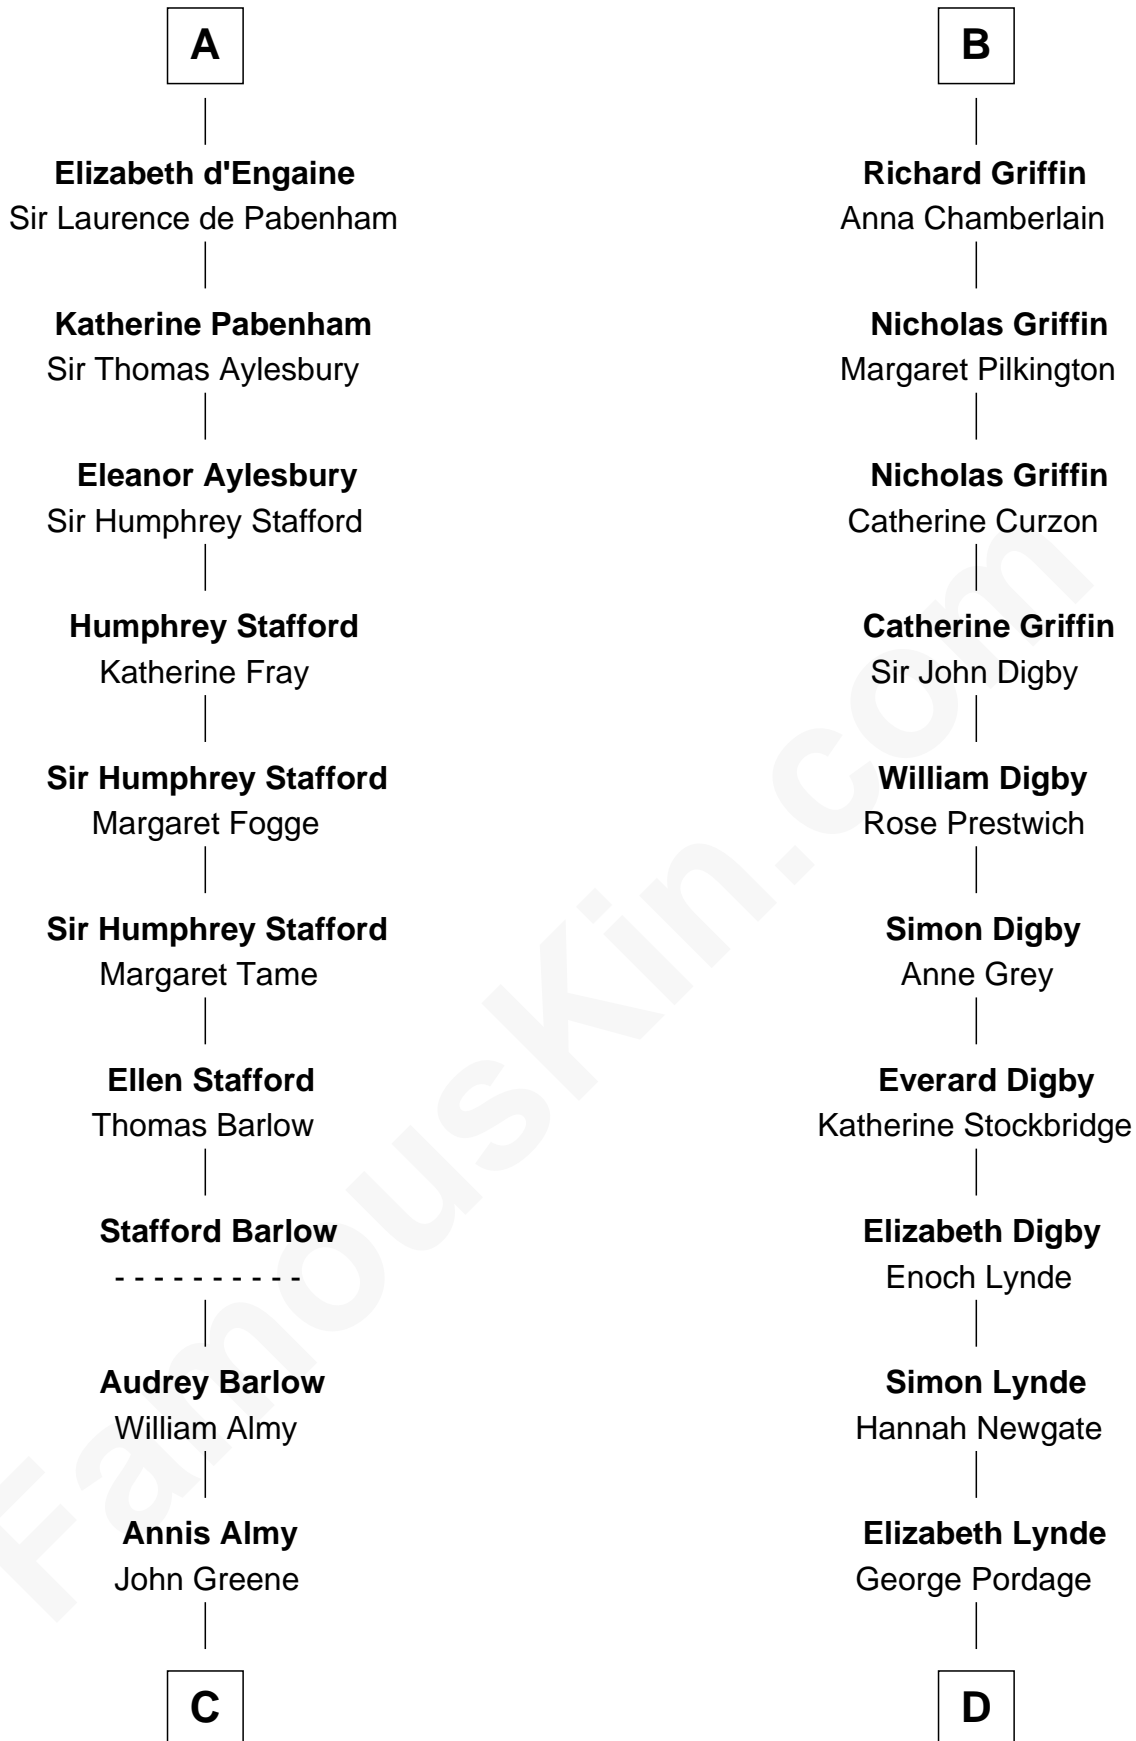 A
Elizabeth d'Engaine
Sir Laurence de Pabenham
Katherine Pabenham
Sir Thomas Aylesbury
Eleanor Aylesbury
Sir Humphrey Stafford
Humphrey Stafford
Katherine Fray
Sir Humphrey Stafford
Margaret Fogge
Sir Humphrey Stafford
Margaret Tame
Ellen Stafford
Thomas Barlow
Stafford Barlow
- - - - - - - - - -
Audrey Barlow
William Almy
Annis Almy
John Greene
C
B
Richard Griffin
Anna Chamberlain
Nicholas Griffin
Margaret Pilkington
Nicholas Griffin
Catherine Curzon
Catherine Griffin
Sir John Digby
William Digby
Rose Prestwich
Simon Digby
Anne Grey
Everard Digby
Katherine Stockbridge
Elizabeth Digby
Enoch Lynde
Simon Lynde
Hannah Newgate
Elizabeth Lynde
George Pordage
D
FamousKin.com